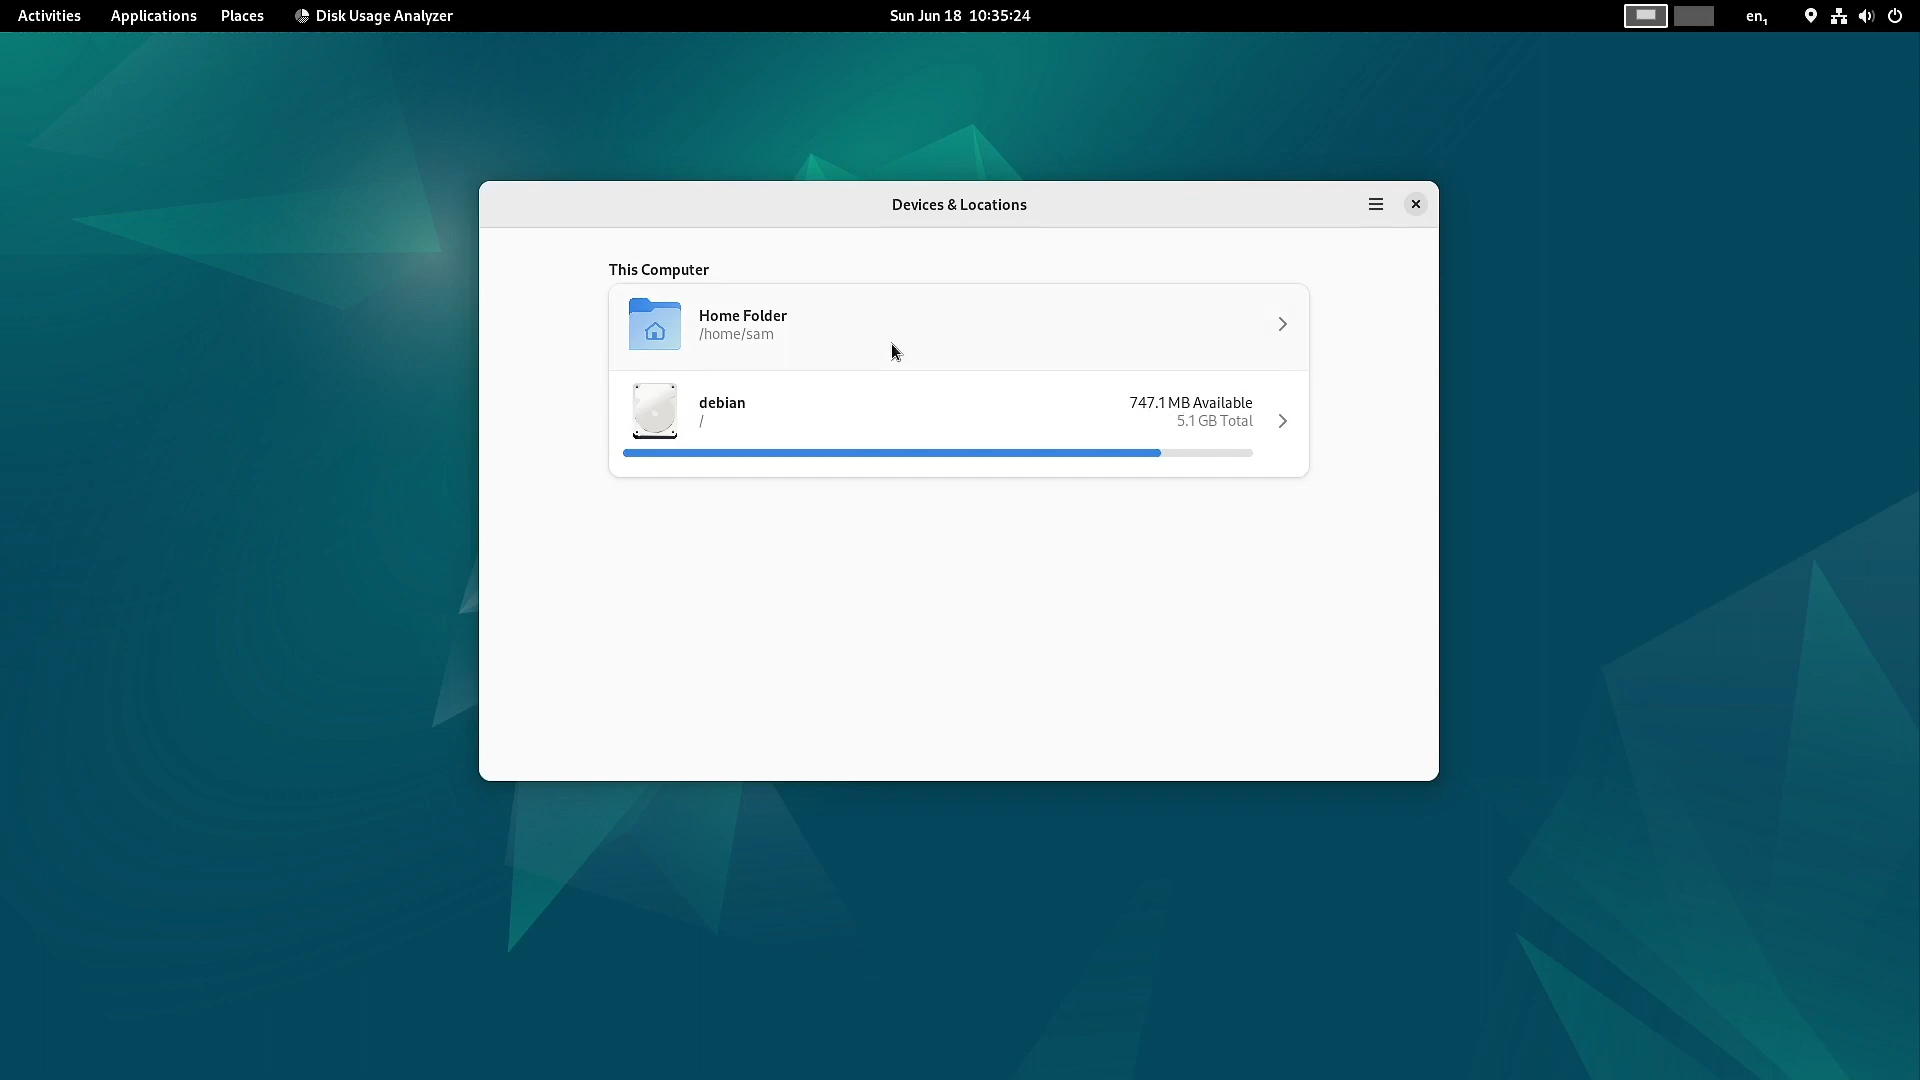 Activities Applications Places Disk Usage Analyzer Sun Jun 18 10:35:24 en₁
Devices & Locations
This Computer
Home Folder
/home/sam
debian 747.1 MB Available
/ 5.1 GB Total